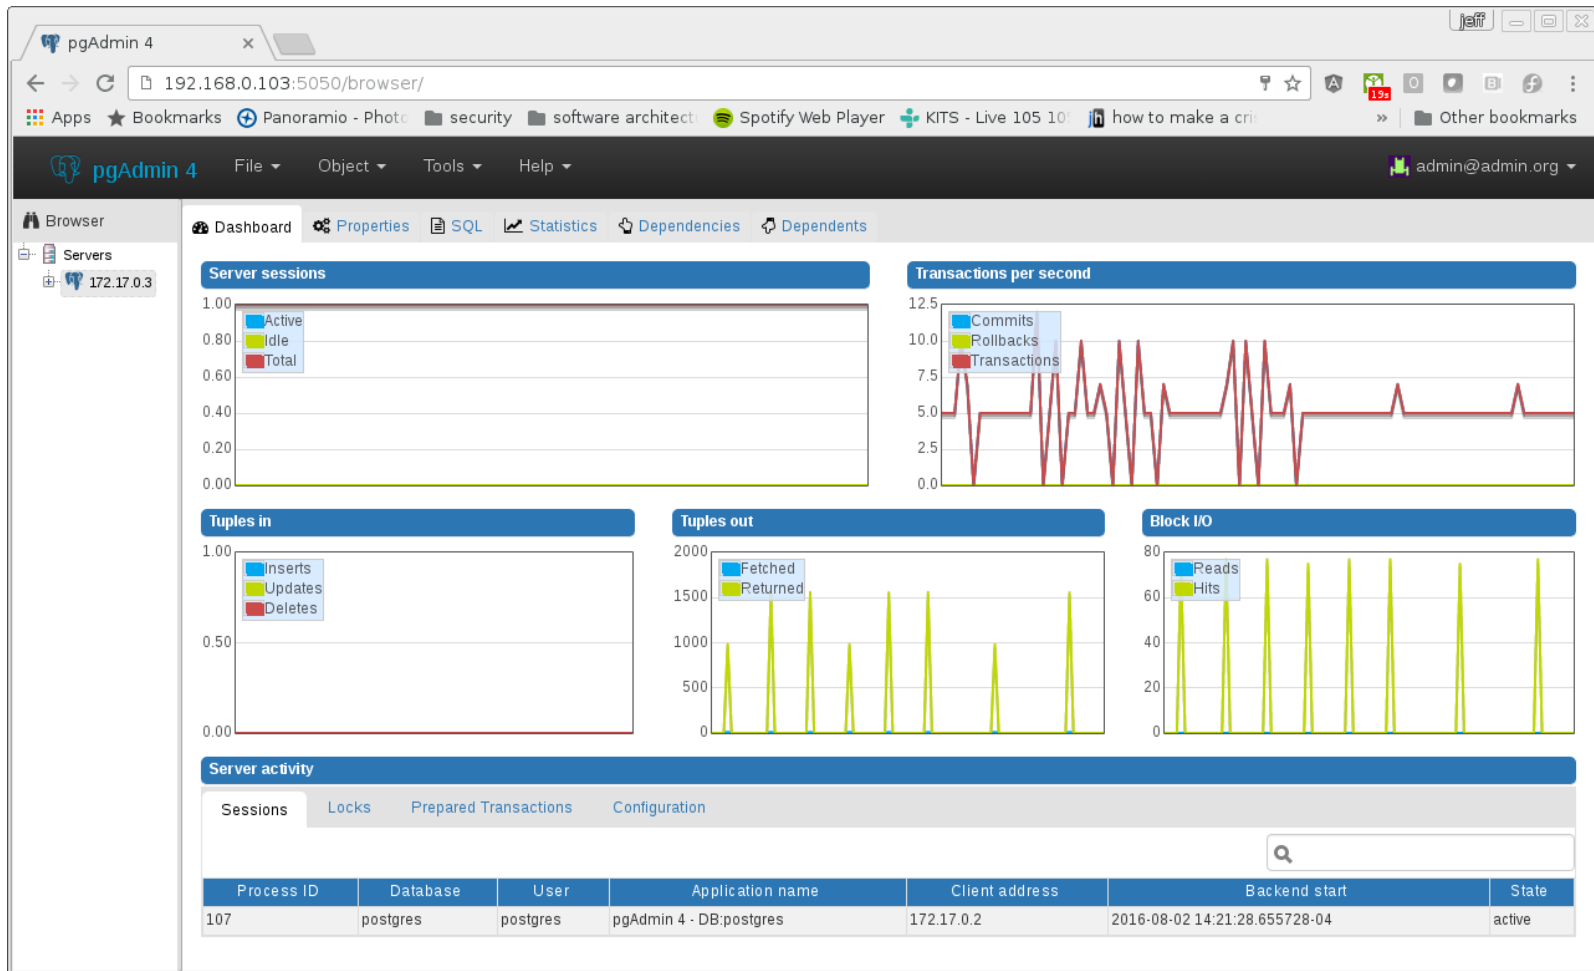 jeff
pgAdmin 4
192.168.0.103:5050/browser/
19s
Apps Bookmarks Panoramio - Photo security software architect Spotify Web Player KITS - Live 105 10 how to make a cri » Other bookmarks
pgAdmin 4 File Object Tools Help admin@admin.org
Browser
Servers
172.17.0.3
Dashboard Properties SQL Statistics Dependencies Dependents
Server sessions
1.00
0.80
0.60
0.40
0.20
0.00
Active
Idle
Total
Transactions per second
12.5
10.0
7.5
5.0
2.5
0.0
Commits
Rollbacks
Transactions
Tuples in
1.00
0.50
0.00
Inserts
Updates
Deletes
Tuples out
2000
1500
1000
500
0
Fetched
Returned
Block I/O
80
60
40
20
0
Reads
Hits
Server activity
Sessions Locks Prepared Transactions Configuration
Process ID Database User Application name Client address Backend start State
107 postgres postgres pgAdmin 4 - DB:postgres 172.17.0.2 2016-08-02 14:21:28.655728-04 active